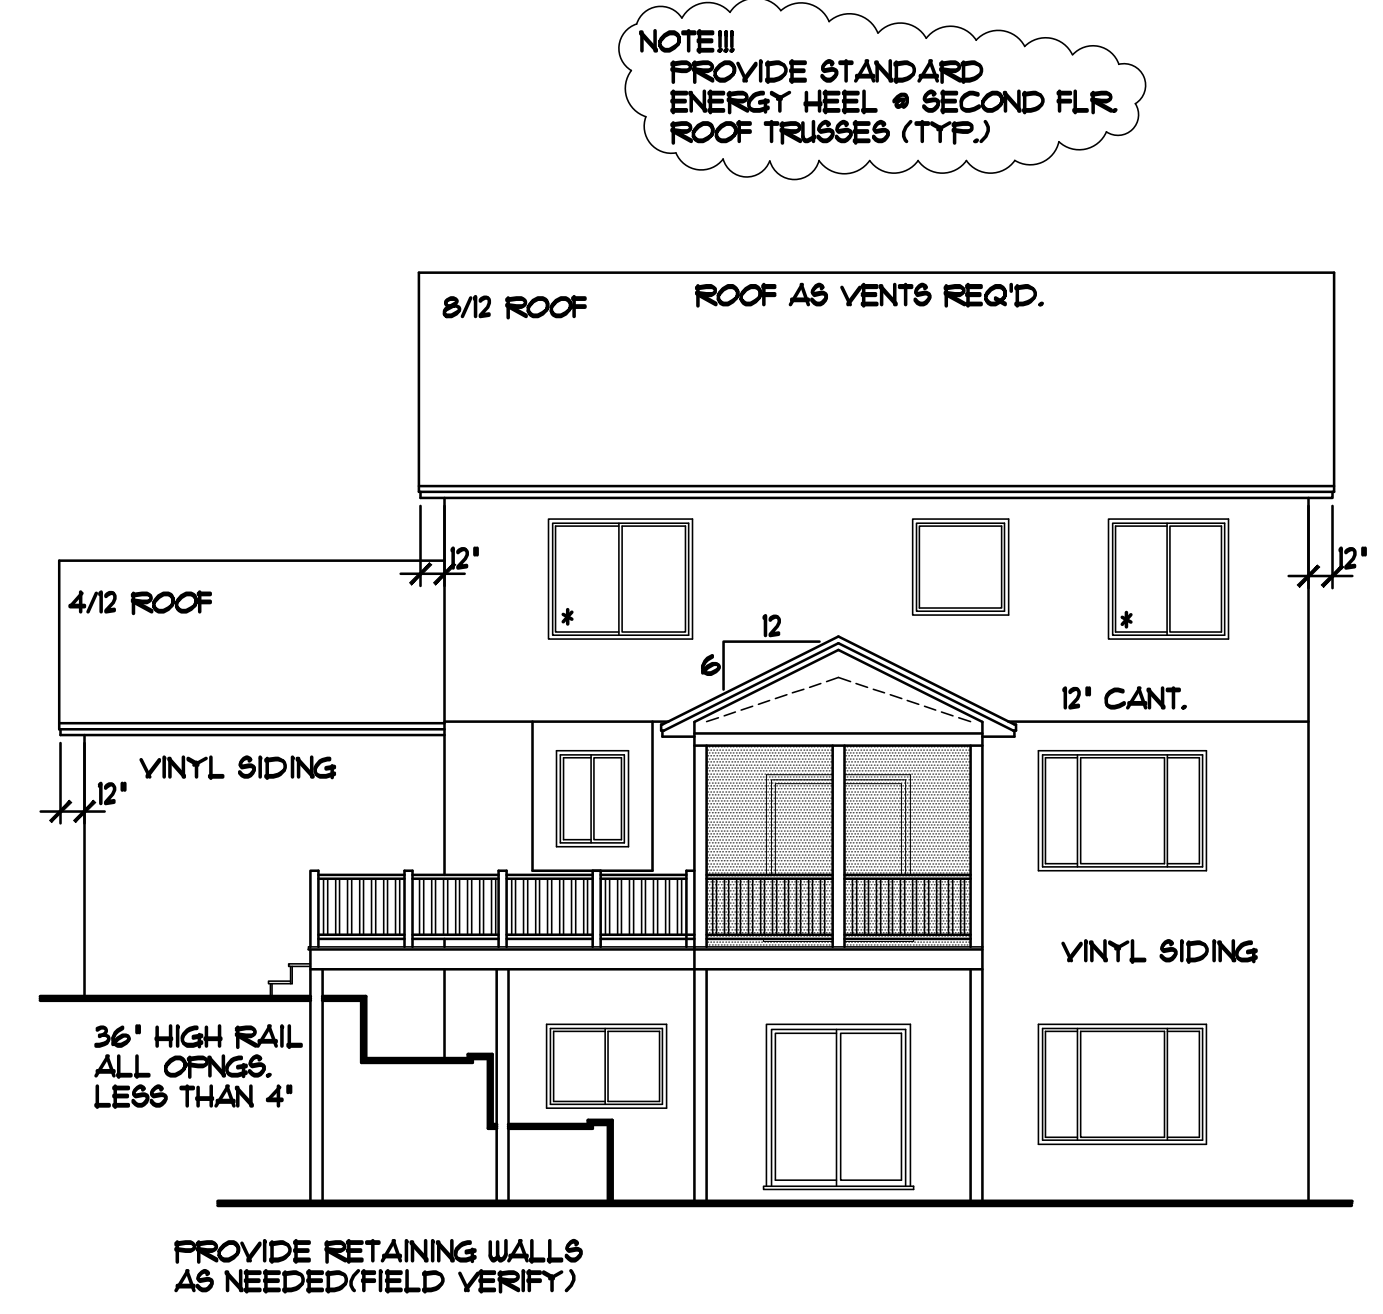 NOTE!!!
PROVIDE STANDARD
ENERGY HEEL @ SECOND FLR.
ROOF TRUSSES (TYP.)
8/12 ROOF
ROOF AS VENTS REQ'D.
12"
12"
4/12 ROOF
*
*
12
6
12" CANT.
VINYL SIDING
12"
VINYL SIDING
36" HIGH RAIL
ALL OPNGS.
LESS THAN 4"
PROVIDE RETAINING WALLS
AS NEEDED(FIELD VERIFY)